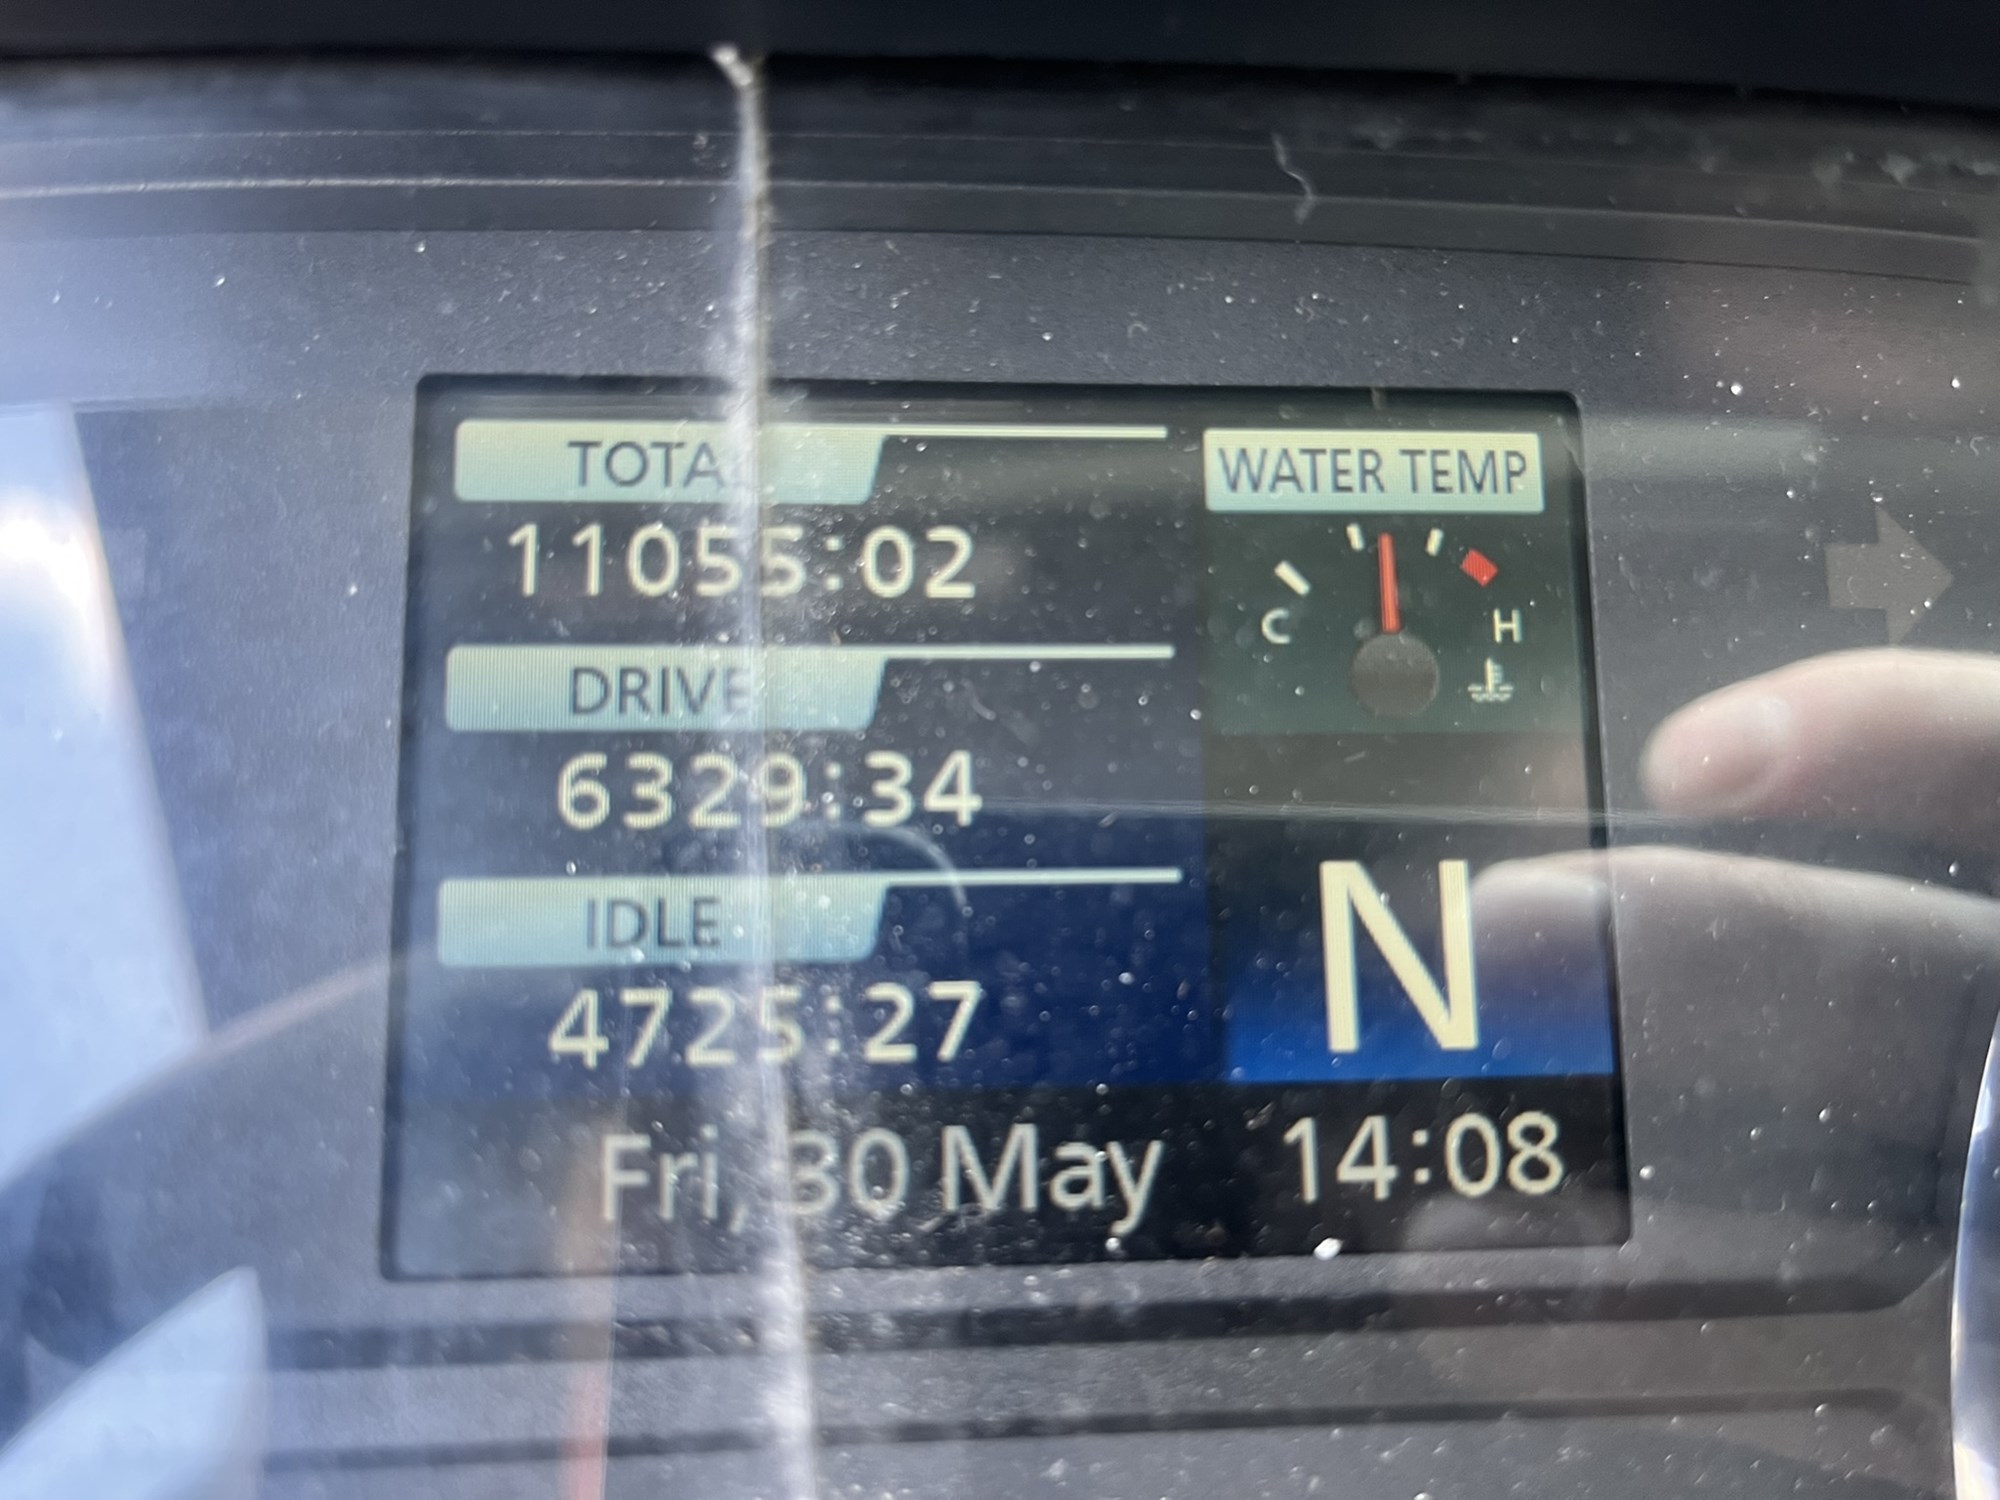 TOTAL
11055:02
DRIVE
6329:34
IDLE
4725:27
WATER TEMP
C H
N
Fri, 30 May 14:08